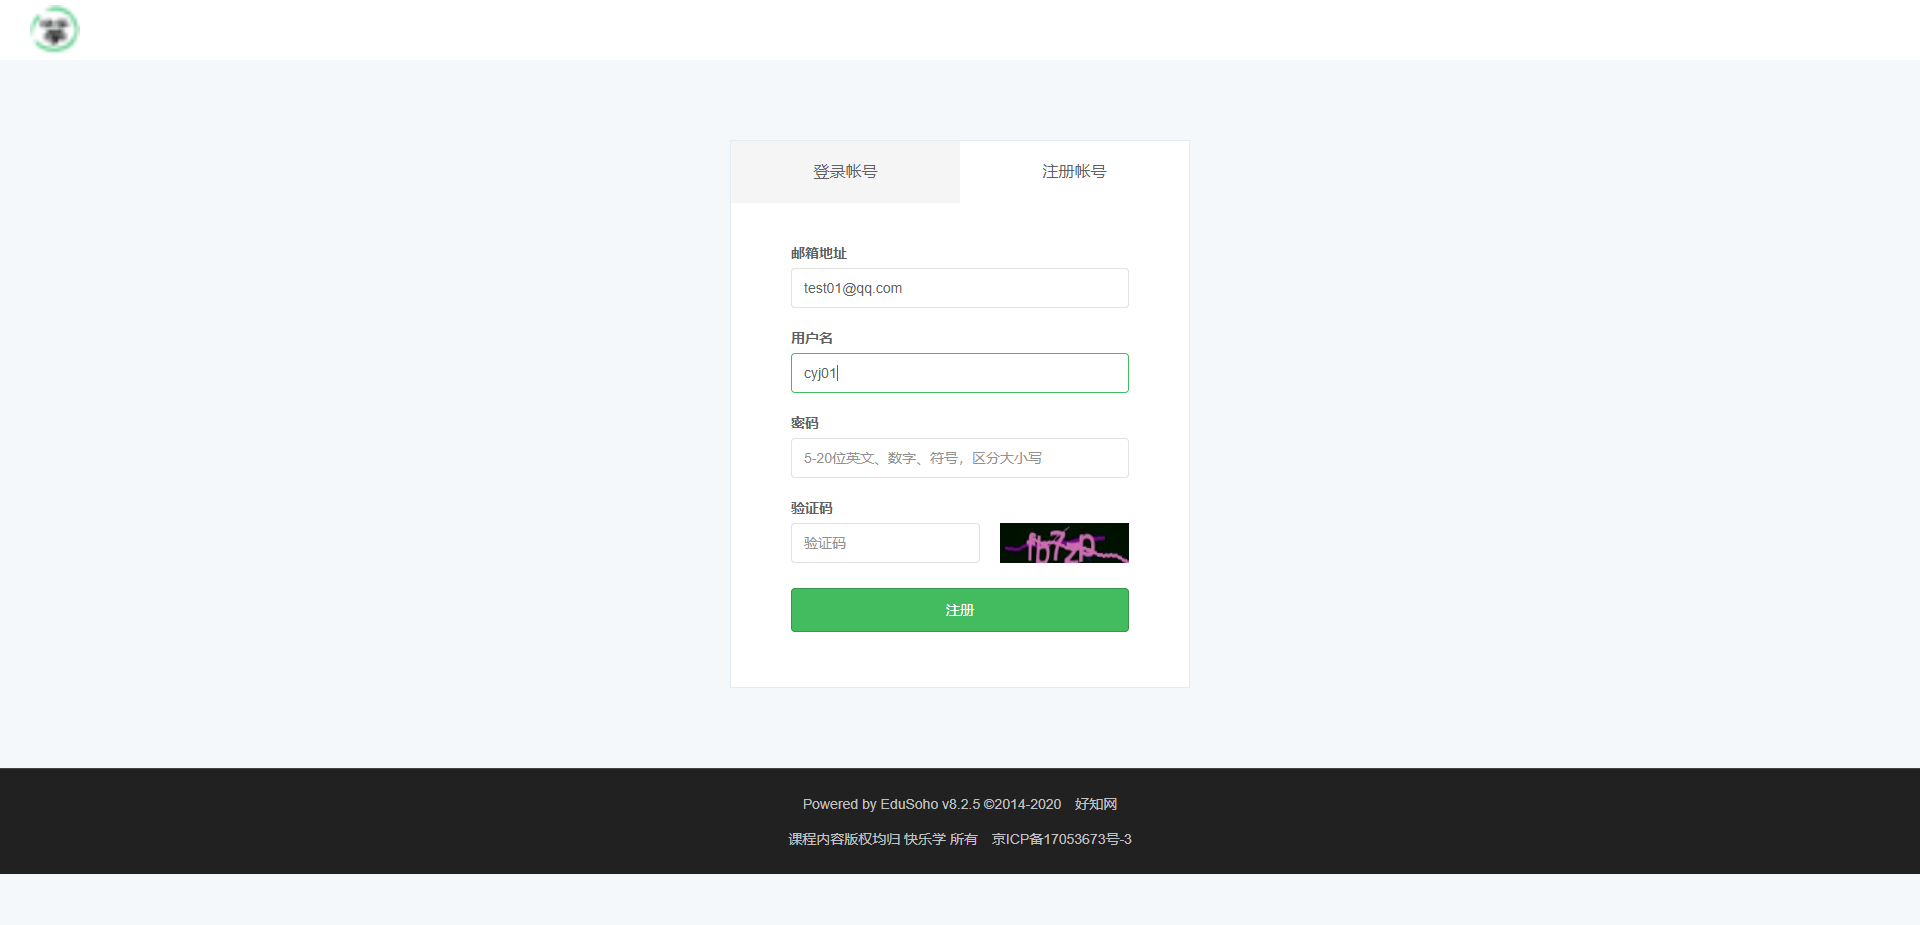 登录帐号
注册帐号
邮箱地址
test01@qq.com
用户名
cyj01
密码
5-20位英文、数字、符号，区分大小写
验证码
验证码
注册
Powered by EduSoho v8.2.5 ©2014-2020 好知网
课程内容版权均归 快乐学 所有 京ICP备17053673号-3